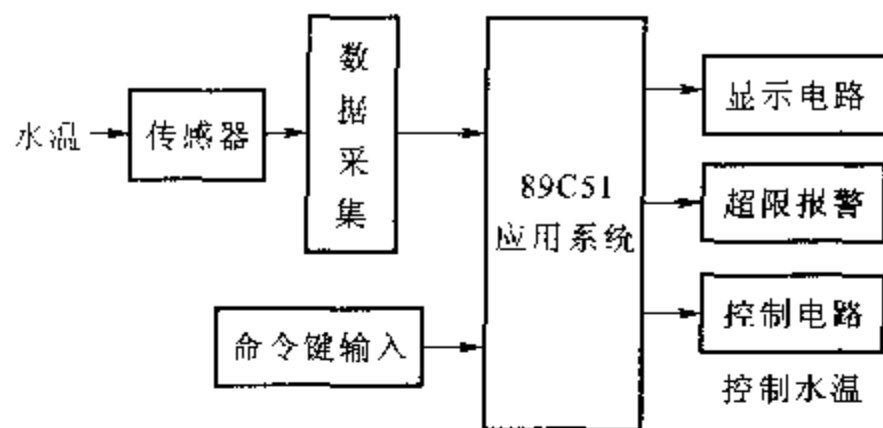 水温
传感器
数据采集
命令键输入
89C51
应用系统
显示电路
超限报警
控制电路
控制水温